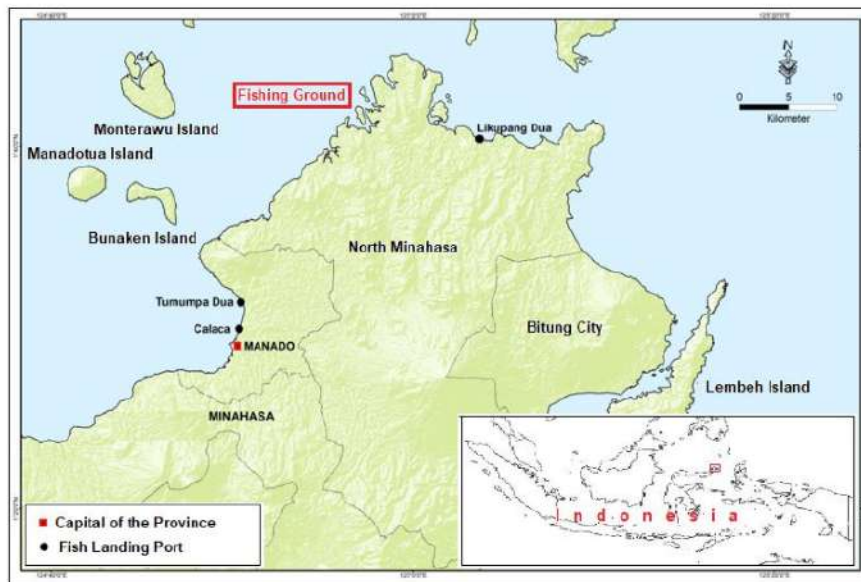 Fishing Ground
N
0 5 10
Kilometer
Monterawu Island
Likupang Dua
Manadotua Island
Bunaken Island
North Minahasa
Tumumpa Dua
Calaca
MANADO
Bitung City
Lembeh Island
MINAHASA
Indonesia
Capital of the Province
Fish Landing Port